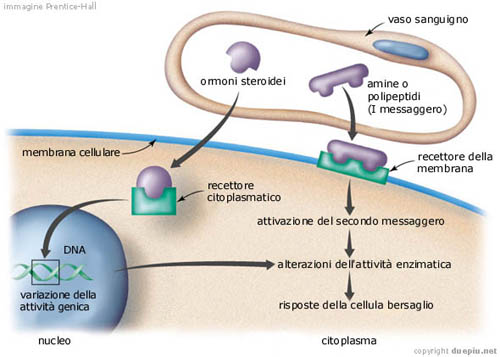 immagine Prentice-Hall
vaso sanguigno
ormoni steroidei
amine o
polipeptidi
(I messaggero)
membrana cellulare
recettore della
membrana
recettore
citoplasmatico
attivazione del secondo messaggero
DNA
alterazioni dell'attività enzimatica
variazione della
attività genica
risposte della cellula bersaglio
nucleo
citoplasma
copyright duepiu.net